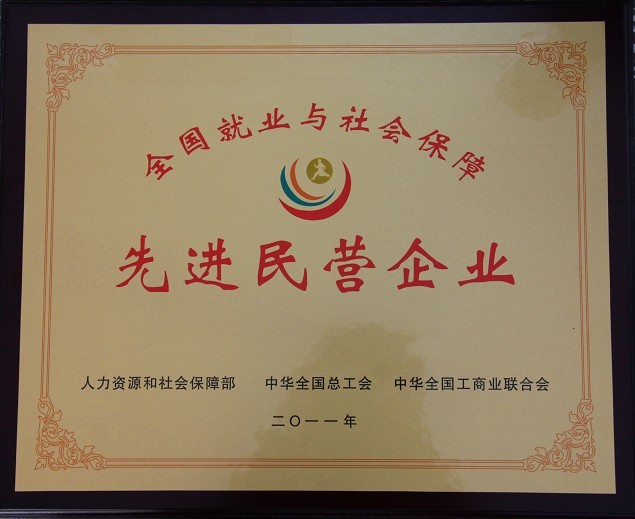 全国就业与社会保障
先进民营企业
人力资源和社会保障部 中华全国总工会 中华全国工商业联合会
二〇一一年